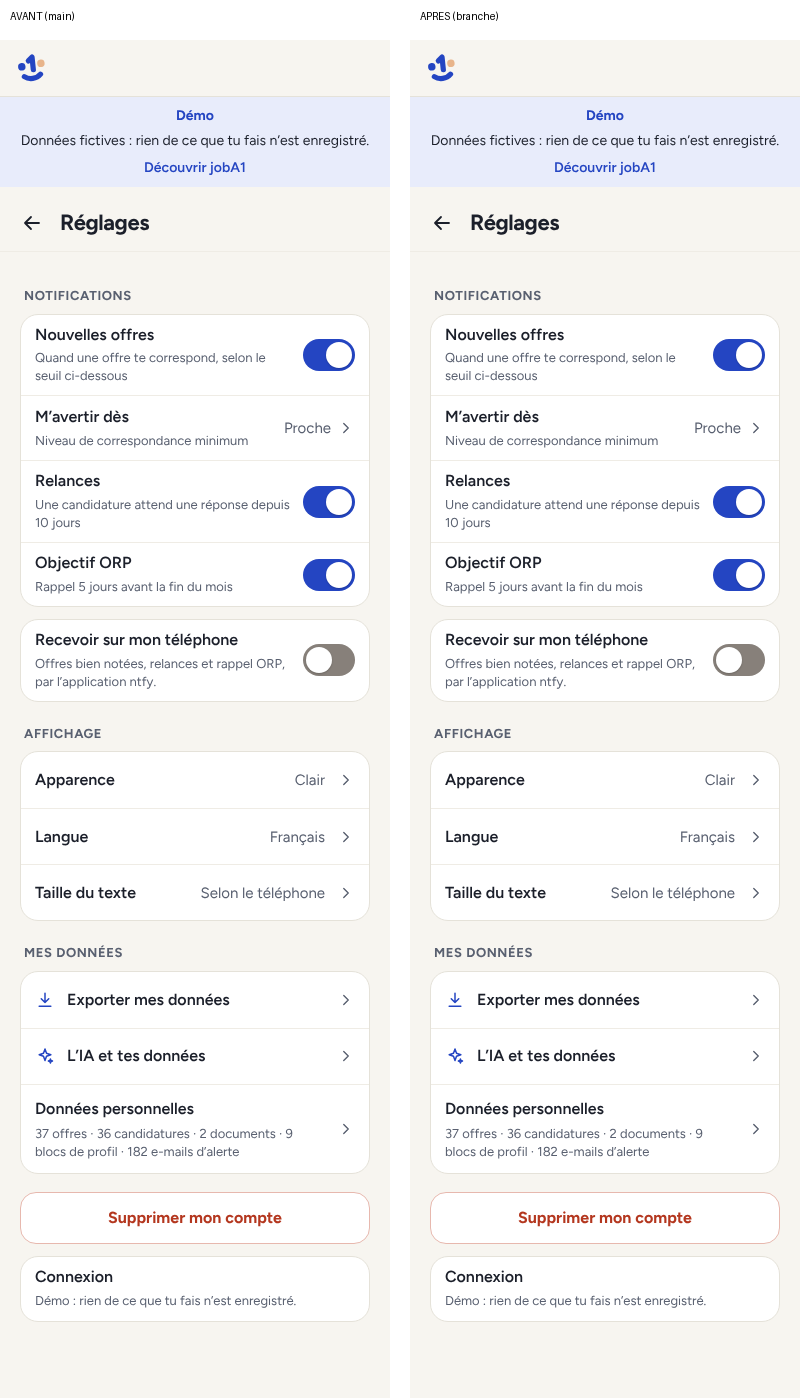 AVANT (main)
Démo
Données fictives : rien de ce que tu fais n’est enregistré.
Découvrir jobA1
Réglages
NOTIFICATIONS
Nouvelles offres
Quand une offre te correspond, selon le
seuil ci-dessous
M’avertir dès
Niveau de correspondance minimum
Proche
Relances
Une candidature attend une réponse depuis
10 jours
Objectif ORP
Rappel 5 jours avant la fin du mois
Recevoir sur mon téléphone
Offres bien notées, relances et rappel ORP,
par l’application ntfy.
AFFICHAGE
Apparence
Clair
Langue
Français
Taille du texte
Selon le téléphone
MES DONNÉES
Exporter mes données
L’IA et tes données
Données personnelles
37 offres · 36 candidatures · 2 documents · 9
blocs de profil · 182 e-mails d’alerte
Supprimer mon compte
Connexion
Démo : rien de ce que tu fais n’est enregistré.
APRES (branche)
Démo
Données fictives : rien de ce que tu fais n’est enregistré.
Découvrir jobA1
Réglages
NOTIFICATIONS
Nouvelles offres
Quand une offre te correspond, selon le
seuil ci-dessous
M’avertir dès
Niveau de correspondance minimum
Proche
Relances
Une candidature attend une réponse depuis
10 jours
Objectif ORP
Rappel 5 jours avant la fin du mois
Recevoir sur mon téléphone
Offres bien notées, relances et rappel ORP,
par l’application ntfy.
AFFICHAGE
Apparence
Clair
Langue
Français
Taille du texte
Selon le téléphone
MES DONNÉES
Exporter mes données
L’IA et tes données
Données personnelles
37 offres · 36 candidatures · 2 documents · 9
blocs de profil · 182 e-mails d’alerte
Supprimer mon compte
Connexion
Démo : rien de ce que tu fais n’est enregistré.